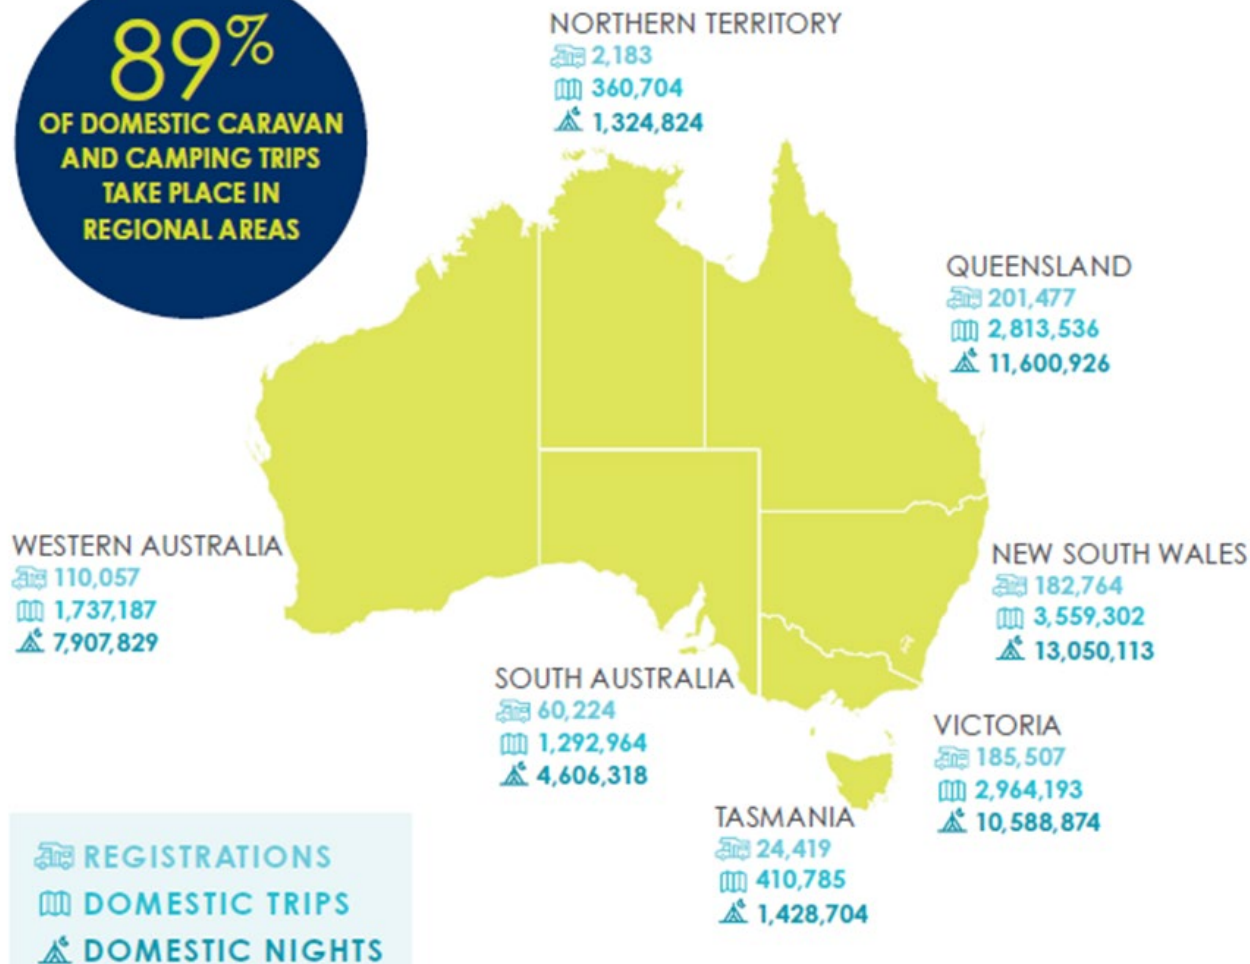 89%
OF DOMESTIC CARAVAN
AND CAMPING TRIPS
TAKE PLACE IN
REGIONAL AREAS
NORTHERN TERRITORY
2,183
360,704
1,324,824
QUEENSLAND
201,477
2,813,536
11,600,926
WESTERN AUSTRALIA
110,057
1,737,187
7,907,829
NEW SOUTH WALES
182,764
3,559,302
13,050,113
SOUTH AUSTRALIA
60,224
1,292,964
4,606,318
VICTORIA
185,507
2,964,193
10,588,874
TASMANIA
24,419
410,785
1,428,704
REGISTRATIONS
DOMESTIC TRIPS
DOMESTIC NIGHTS